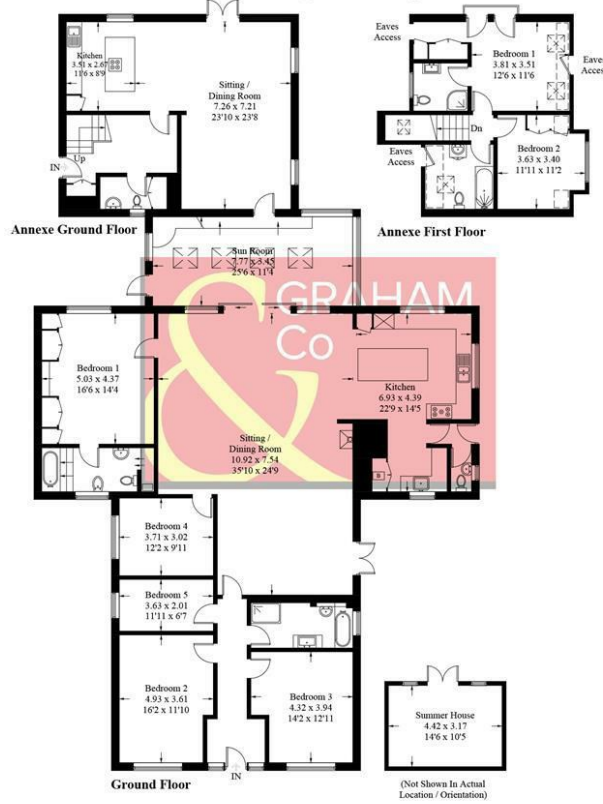 Kitchen
3.51 x 2.67
11'6 x 8'9
Sitting /
Dining Room
7.26 x 7.21
23'10 x 23'8
Up
IN
Annexe Ground Floor
Eaves
Access
Bedroom 1
3.81 x 3.51
12'6 x 11'6
Eaves
Access
Dn
Eaves
Access
Bedroom 2
3.63 x 3.40
11'11 x 11'2
Annexe First Floor
Sun Room
7.77 x 3.45
25'6 x 11'4
GRAHAM
&
Co
Bedroom 1
5.03 x 4.37
16'6 x 14'4
Kitchen
6.93 x 4.39
22'9 x 14'5
Sitting /
Dining Room
10.92 x 7.54
35'10 x 24'9
Bedroom 4
3.71 x 3.02
12'2 x 9'11
Bedroom 5
3.63 x 2.01
11'11 x 6'7
Bedroom 2
4.93 x 3.61
16'2 x 11'10
Bedroom 3
4.32 x 3.94
14'2 x 12'11
IN
Ground Floor
Summer House
4.42 x 3.17
14'6 x 10'5
(Not Shown In Actual
Location / Orientation)